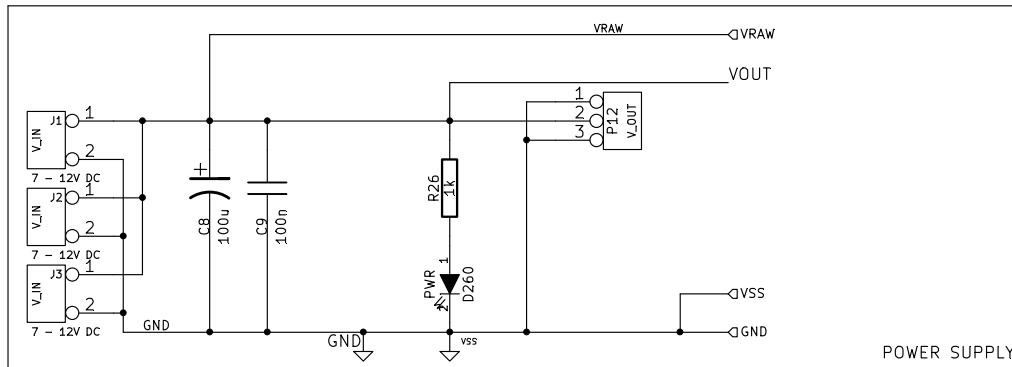 VRAW
VRAW
VOUT
J1
1
V_IN
2
7 - 12V DC
J2
1
V_IN
2
7 - 12V DC
J3
1
V_IN
2
7 - 12V DC
GND
+
C8
100u
C9
100n
R26
1k
1
PWR
D260
2
1
2
3
P12
V_OUT
GND
VSS
VSS
GND
POWER SUPPLY